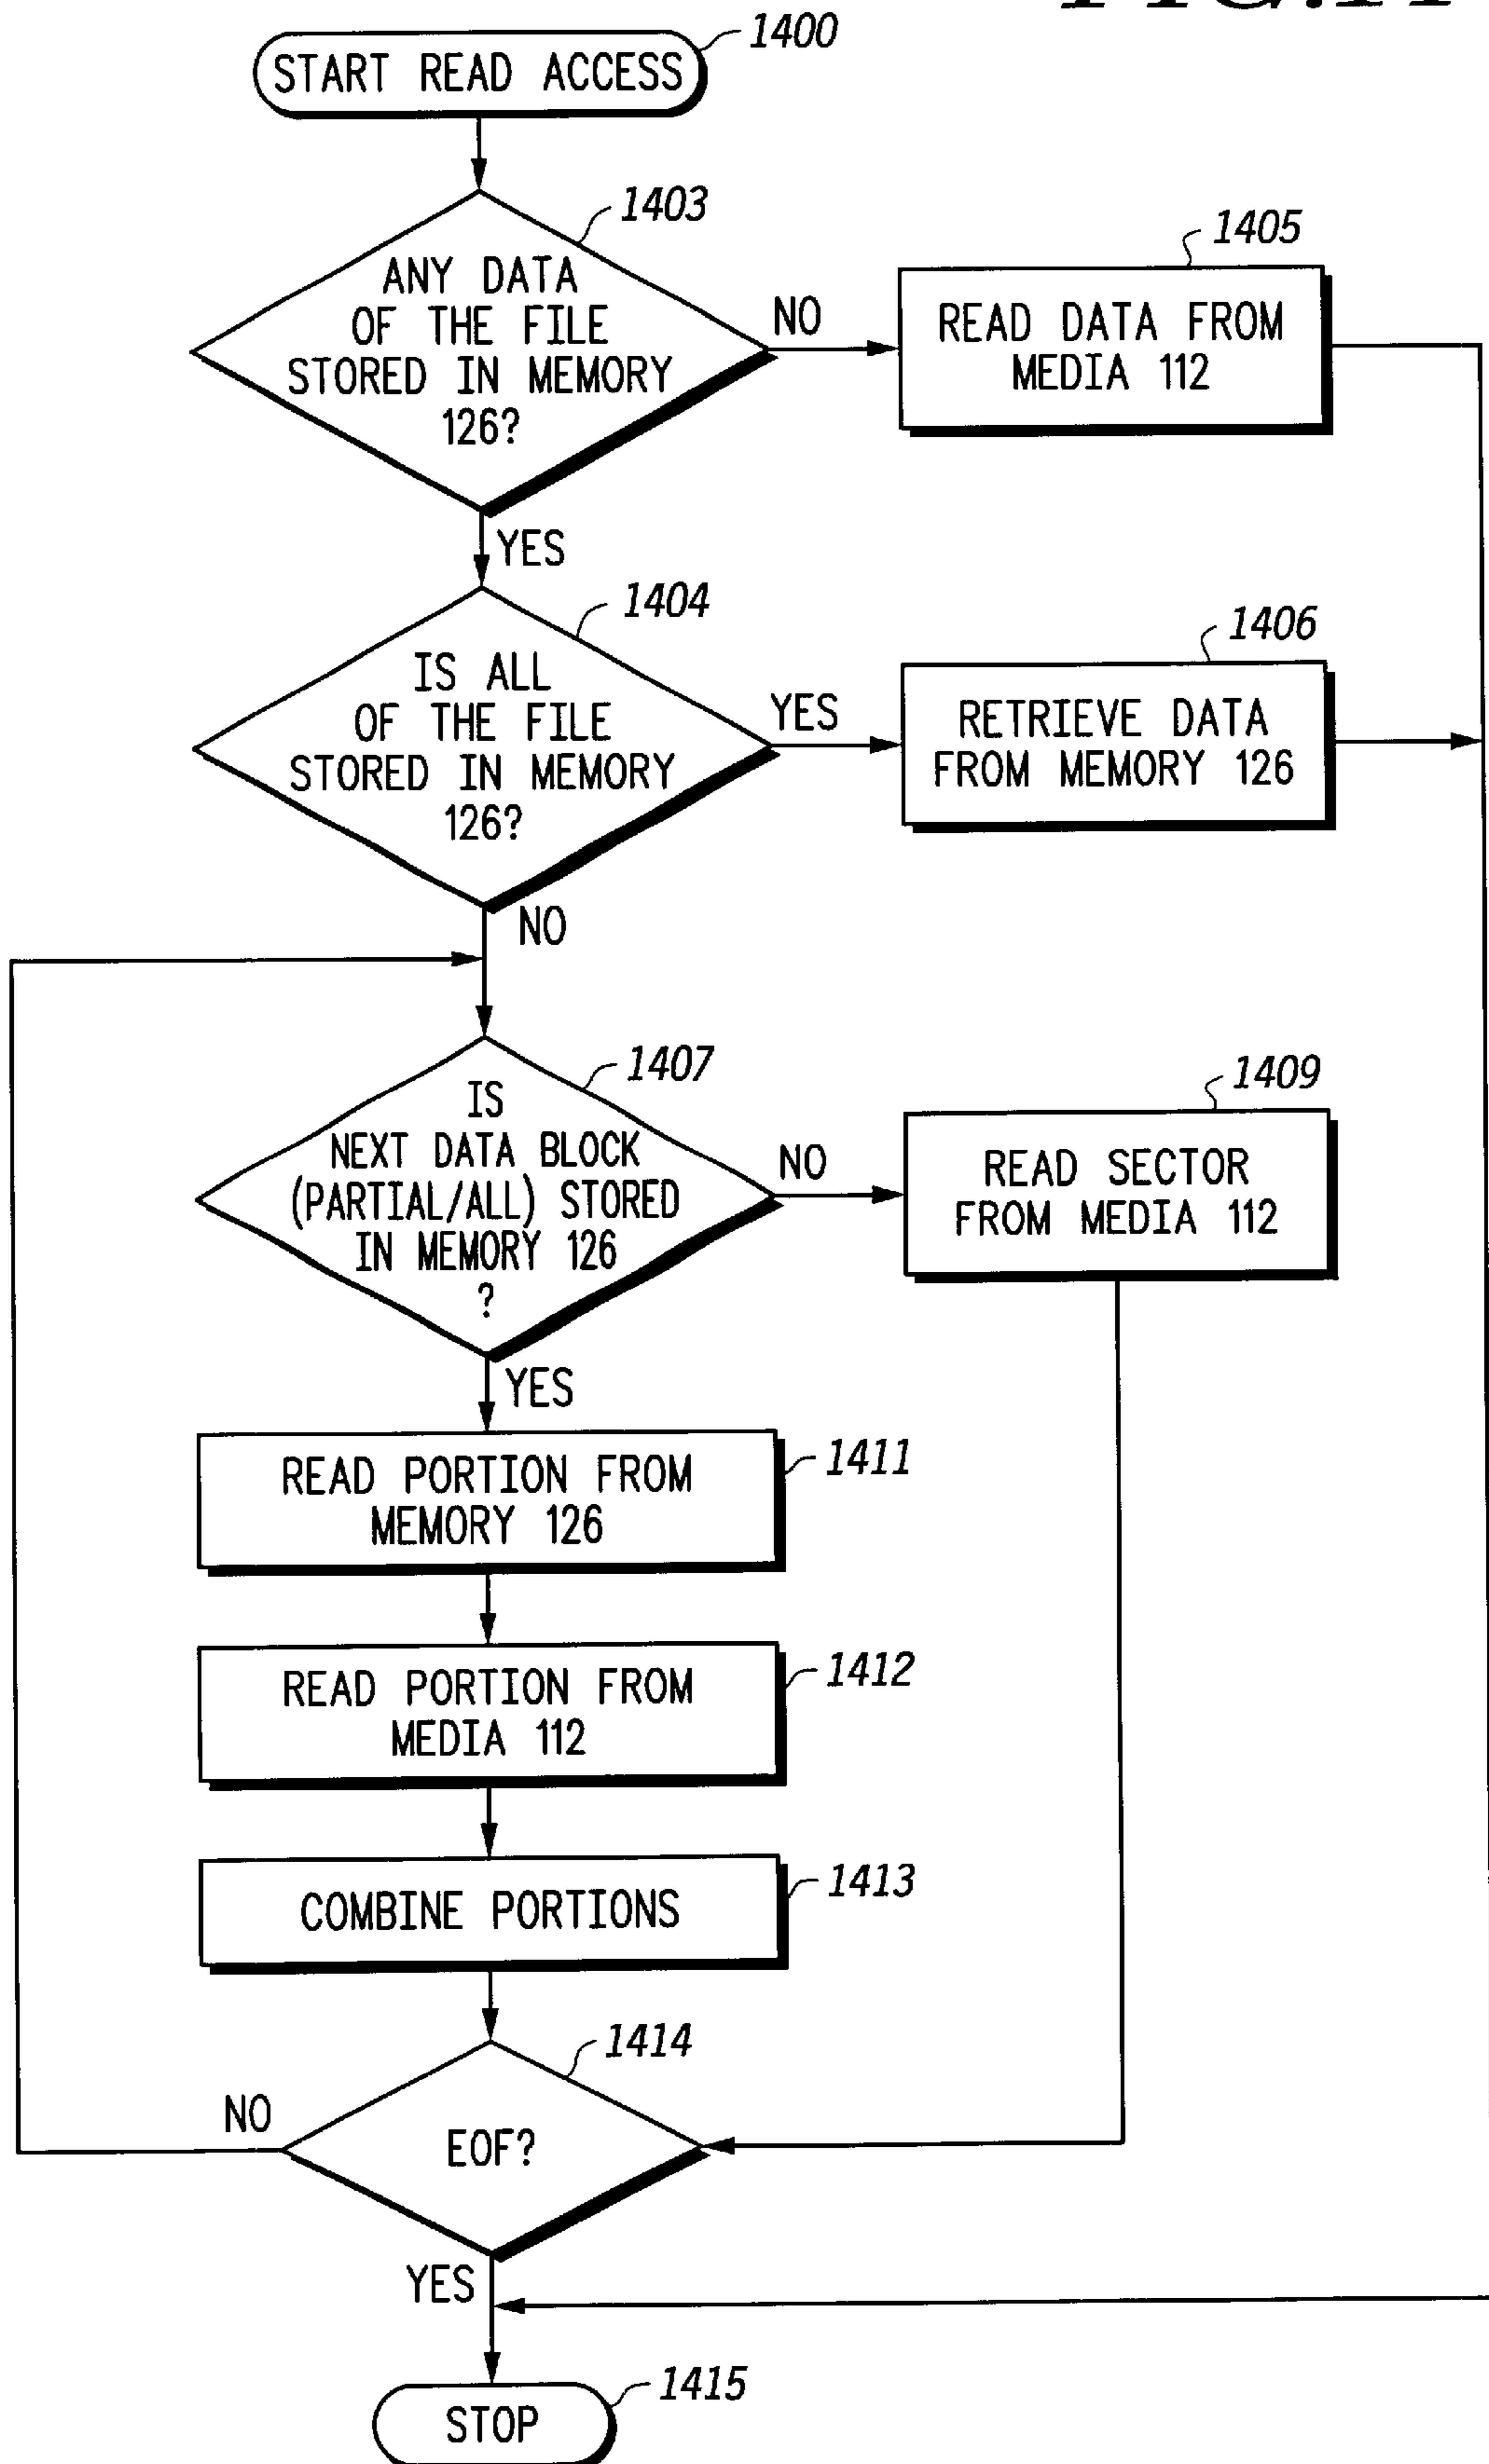 1400
START READ ACCESS
1403
ANY DATA
OF THE FILE
STORED IN MEMORY
126?
NO
1405
READ DATA FROM
MEDIA 112
YES
1404
IS ALL
OF THE FILE
STORED IN MEMORY
126?
YES
1406
RETRIEVE DATA
FROM MEMORY 126
NO
1407
IS
NEXT DATA BLOCK
(PARTIAL/ALL) STORED
IN MEMORY 126
?
NO
1409
READ SECTOR
FROM MEDIA 112
YES
1411
READ PORTION FROM
MEMORY 126
1412
READ PORTION FROM
MEDIA 112
1413
COMBINE PORTIONS
1414
EOF?
NO
YES
1415
STOP